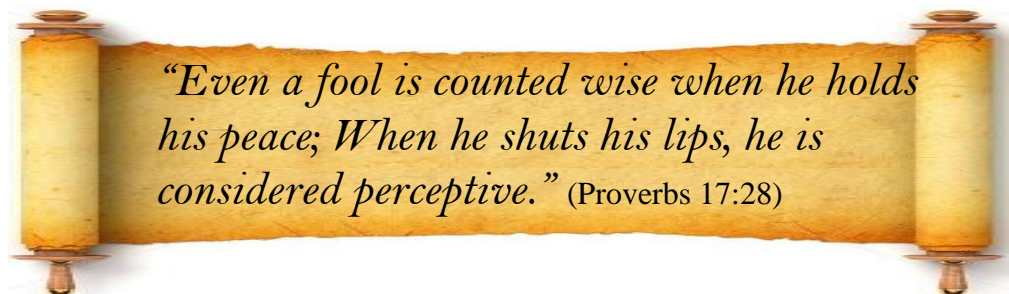 “Even a fool is counted wise when he holds
his peace; When he shuts his lips, he is
considered perceptive.” (Proverbs 17:28)